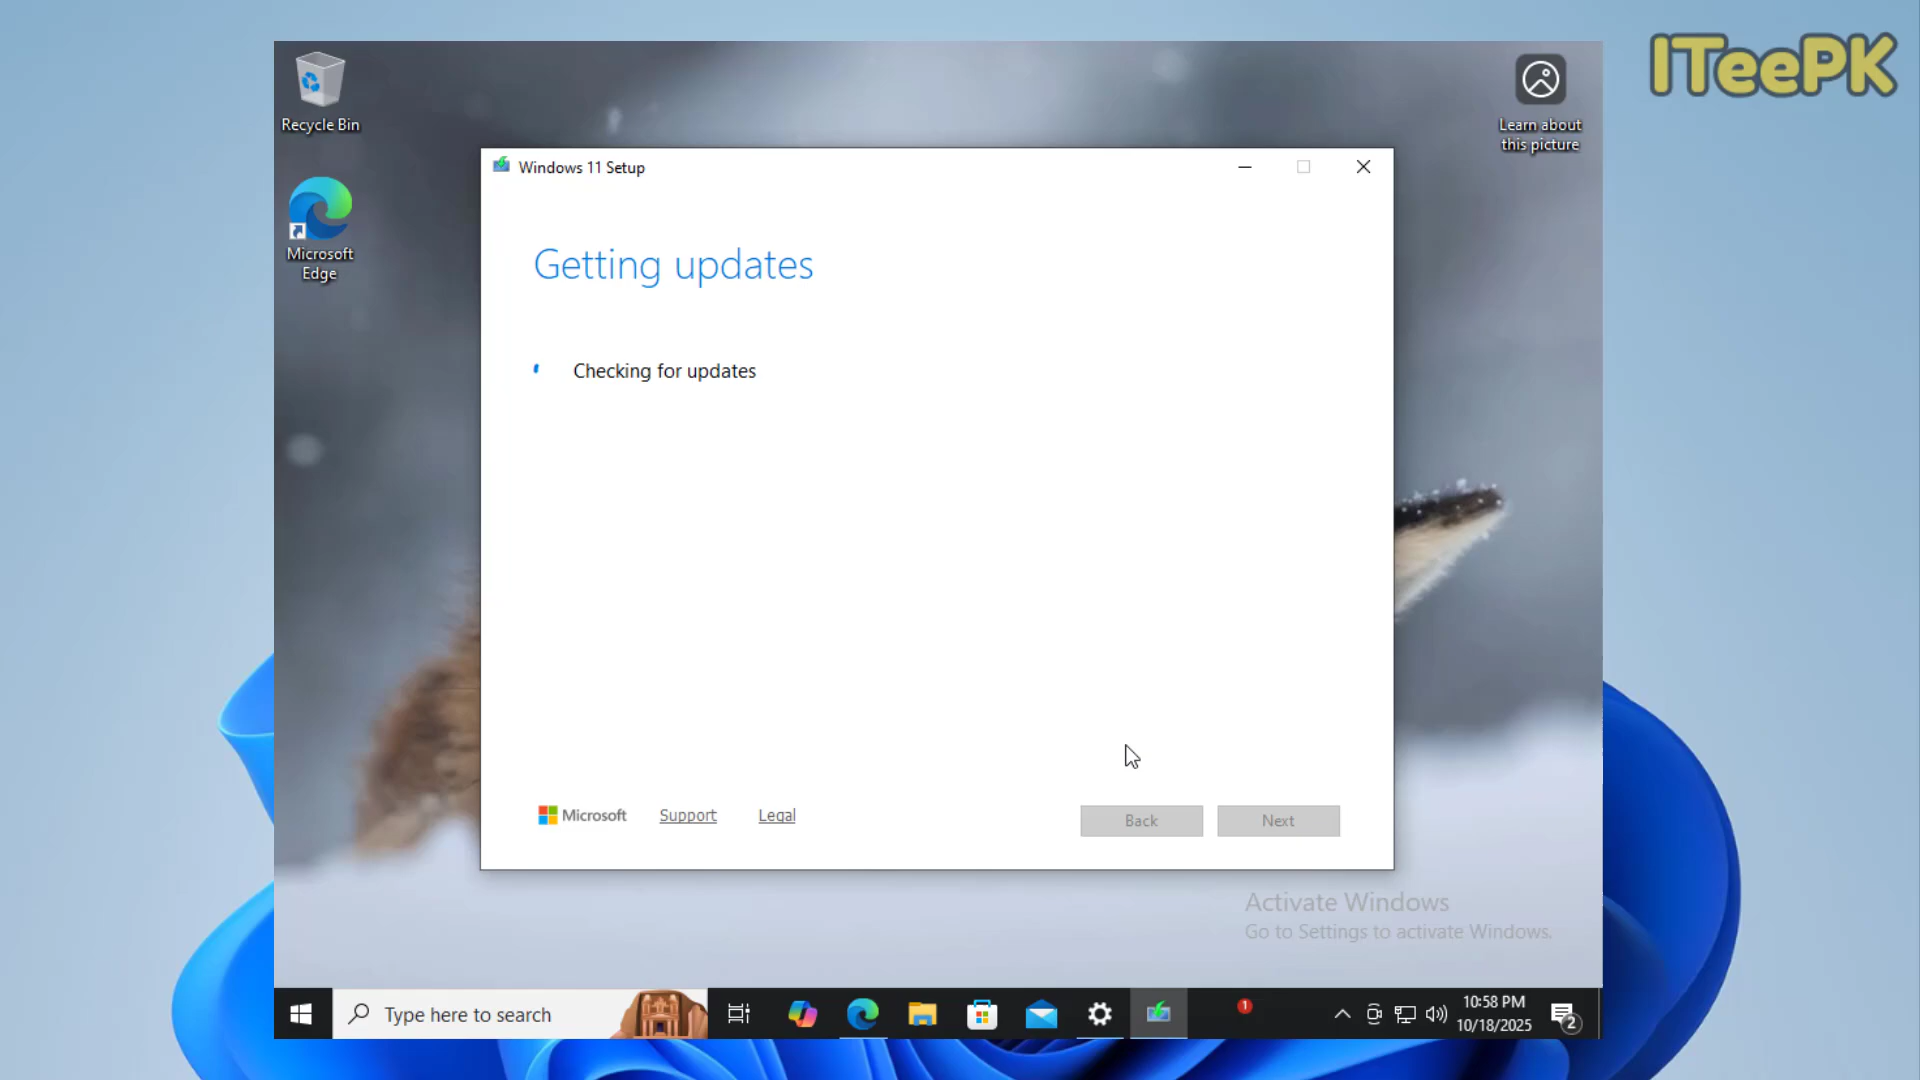 ITeePK
Recycle Bin
Learn about
this picture
Microsoft
Edge
Windows 11 Setup
Getting updates
Checking for updates
Microsoft
Support
Legal
Back
Next
Activate Windows
Go to Settings to activate Windows.
Type here to search
1
10:58 PM
10/18/2025
2